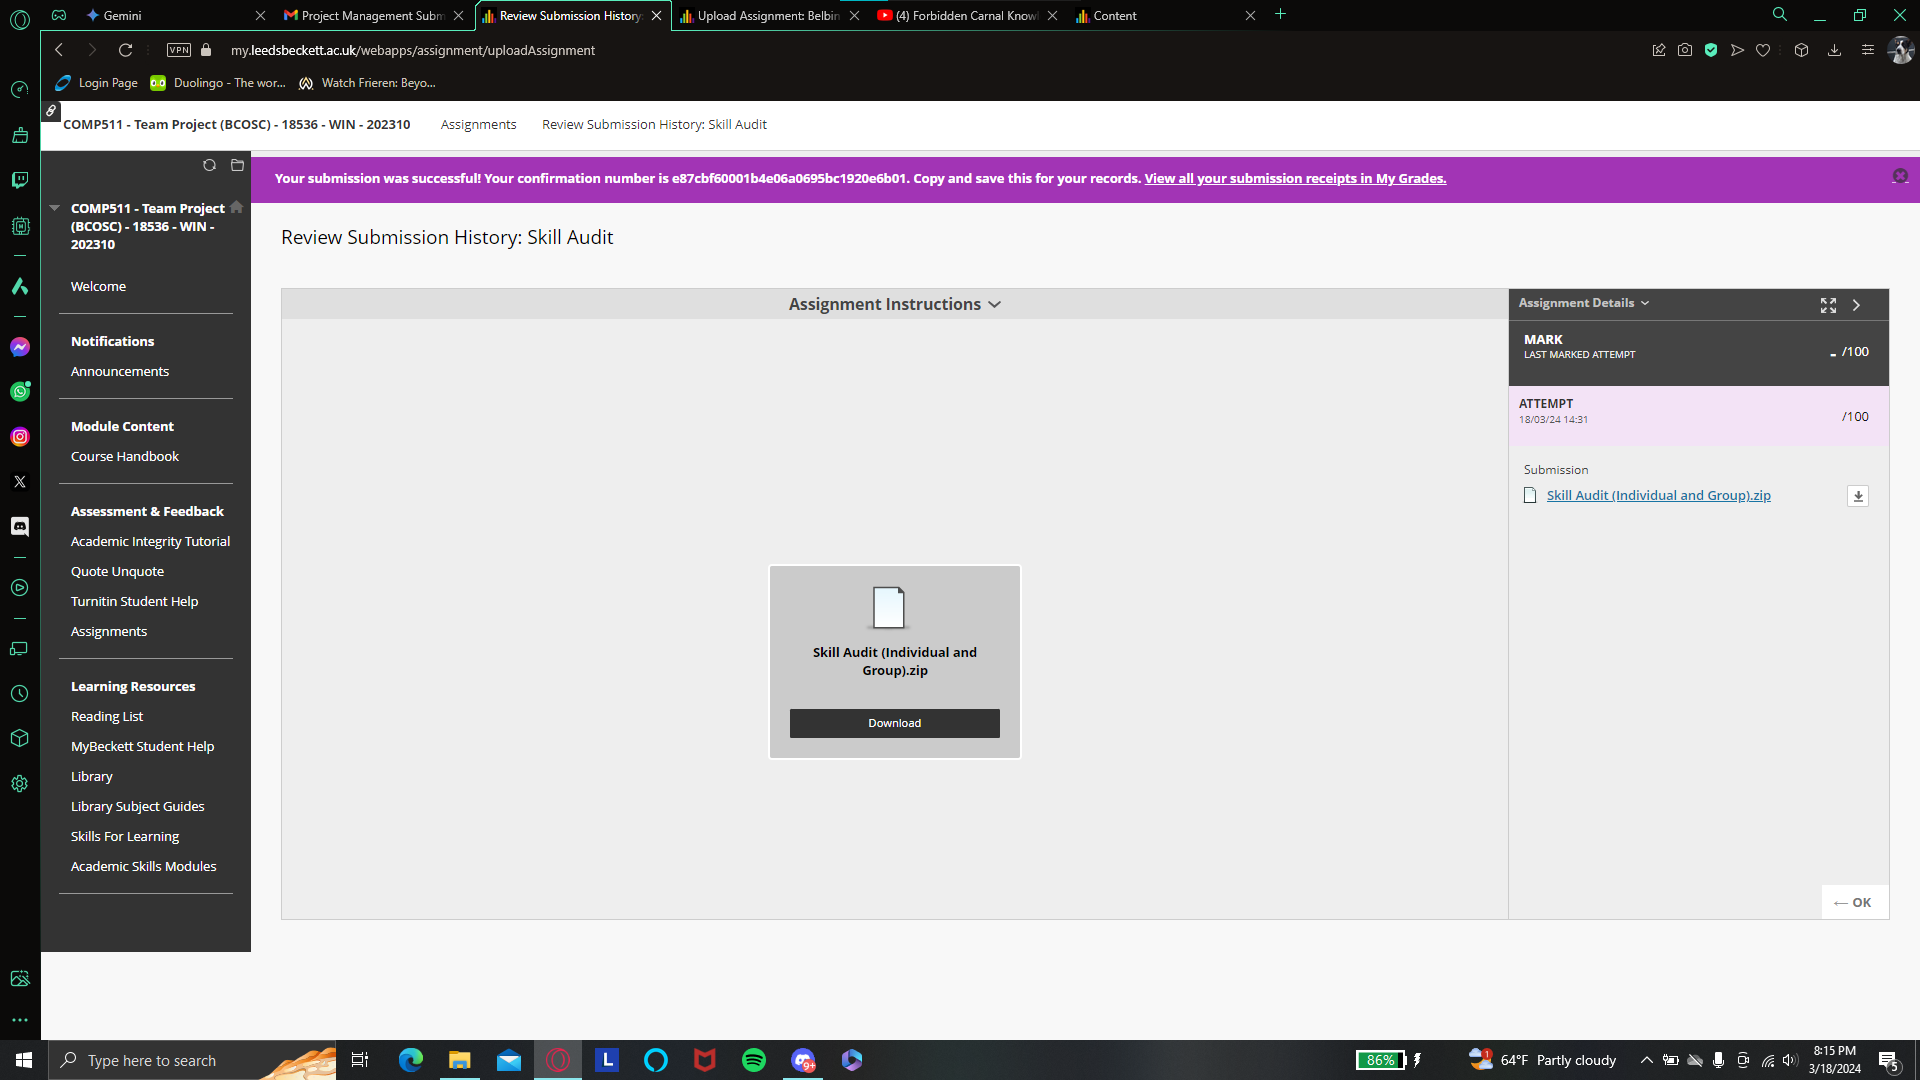 Gemini
Project Management Subm
Review Submission History:
Upload Assignment: Belbin
(4) Forbidden Carnal Know
Content
VPN
my.leedsbeckett.ac.uk/webapps/assignment/uploadAssignment
Login Page
Duolingo - The wor...
Watch Frieren: Beyo...
COMP511 - Team Project (BCOSC) - 18536 - WIN - 202310
Assignments
Review Submission History: Skill Audit
Your submission was successful! Your confirmation number is e87cbf60001b4e06a0695bc1920e6b01. Copy and save this for your records. View all your submission receipts in My Grades.
COMP511 - Team Project
(BCOSC) - 18536 - WIN -
202310
Welcome
Notifications
Announcements
Module Content
Course Handbook
Assessment & Feedback
Academic Integrity Tutorial
Quote Unquote
Turnitin Student Help
Assignments
Learning Resources
Reading List
MyBeckett Student Help
Library
Library Subject Guides
Skills For Learning
Academic Skills Modules
Review Submission History: Skill Audit
Assignment Instructions
Skill Audit (Individual and
Group).zip
Download
Assignment Details
MARK
LAST MARKED ATTEMPT
- /100
ATTEMPT
18/03/24 14:31
/100
Submission
Skill Audit (Individual and Group).zip
← OK
Type here to search
L
9+
86%
1
64°F Partly cloudy
8:15 PM
3/18/2024
5